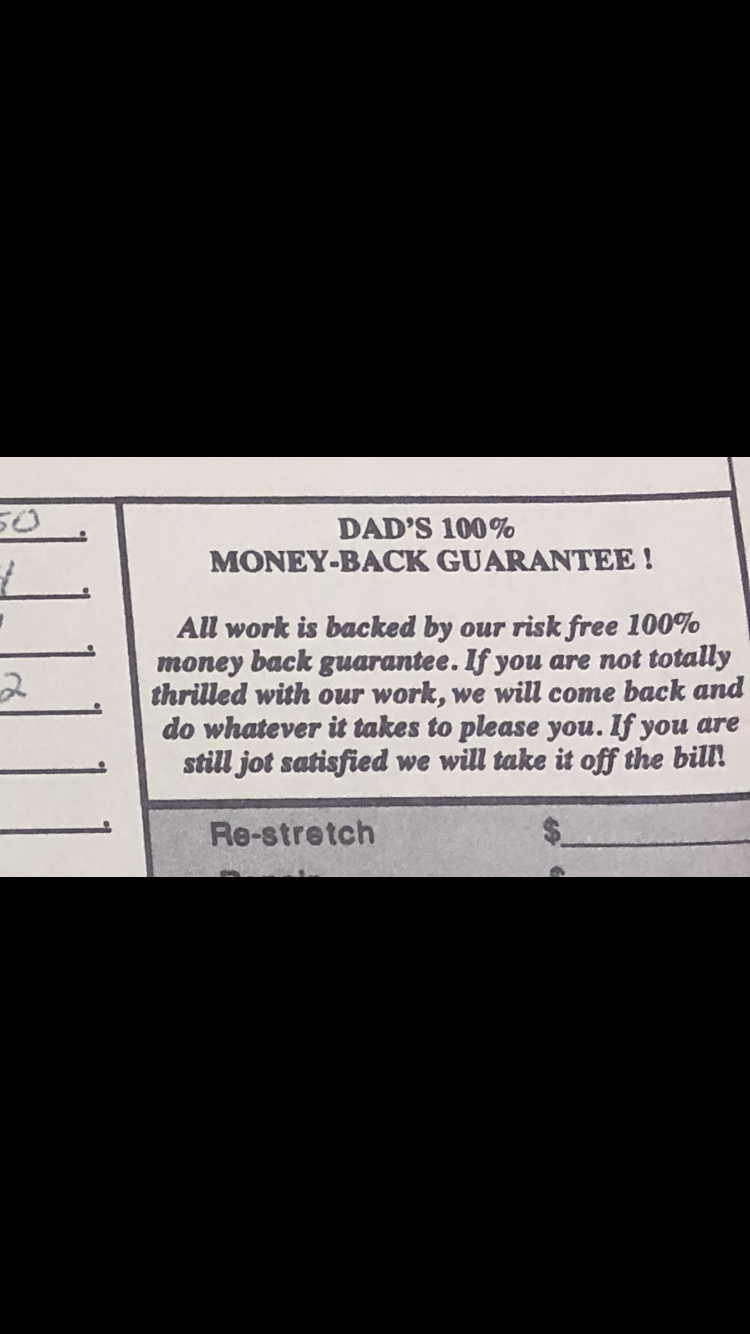 50 .
DAD'S 100%
MONEY-BACK GUARANTEE !
All work is backed by our risk free 100%
money back guarantee. If you are not totally
thrilled with our work, we will come back and
2 .
do whatever it takes to please you. If you are
still jot satisfied we will take it off the bill!
Re-stretch $